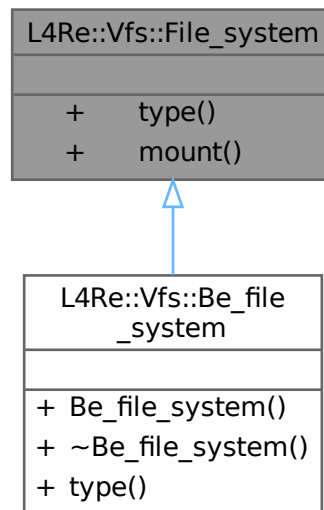 L4Re::Vfs::File_system
+ type()
+ mount()
L4Re::Vfs::Be_file
_system
+ Be_file_system()
+ ~Be_file_system()
+ type()